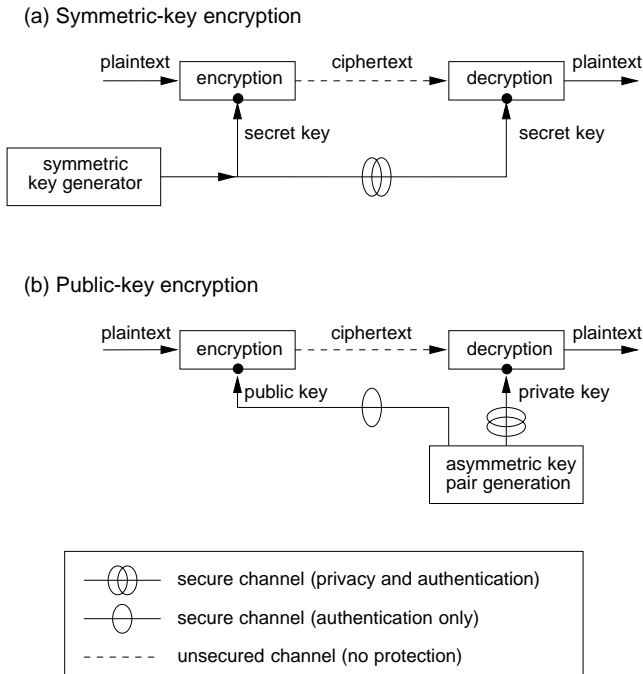 (a) Symmetric-key encryption
plaintext
encryption
ciphertext
decryption
plaintext
secret key
secret key
symmetric
key generator
(b) Public-key encryption
plaintext
encryption
ciphertext
decryption
plaintext
public key
private key
asymmetric key
pair generation
secure channel (privacy and authentication)
secure channel (authentication only)
unsecured channel (no protection)